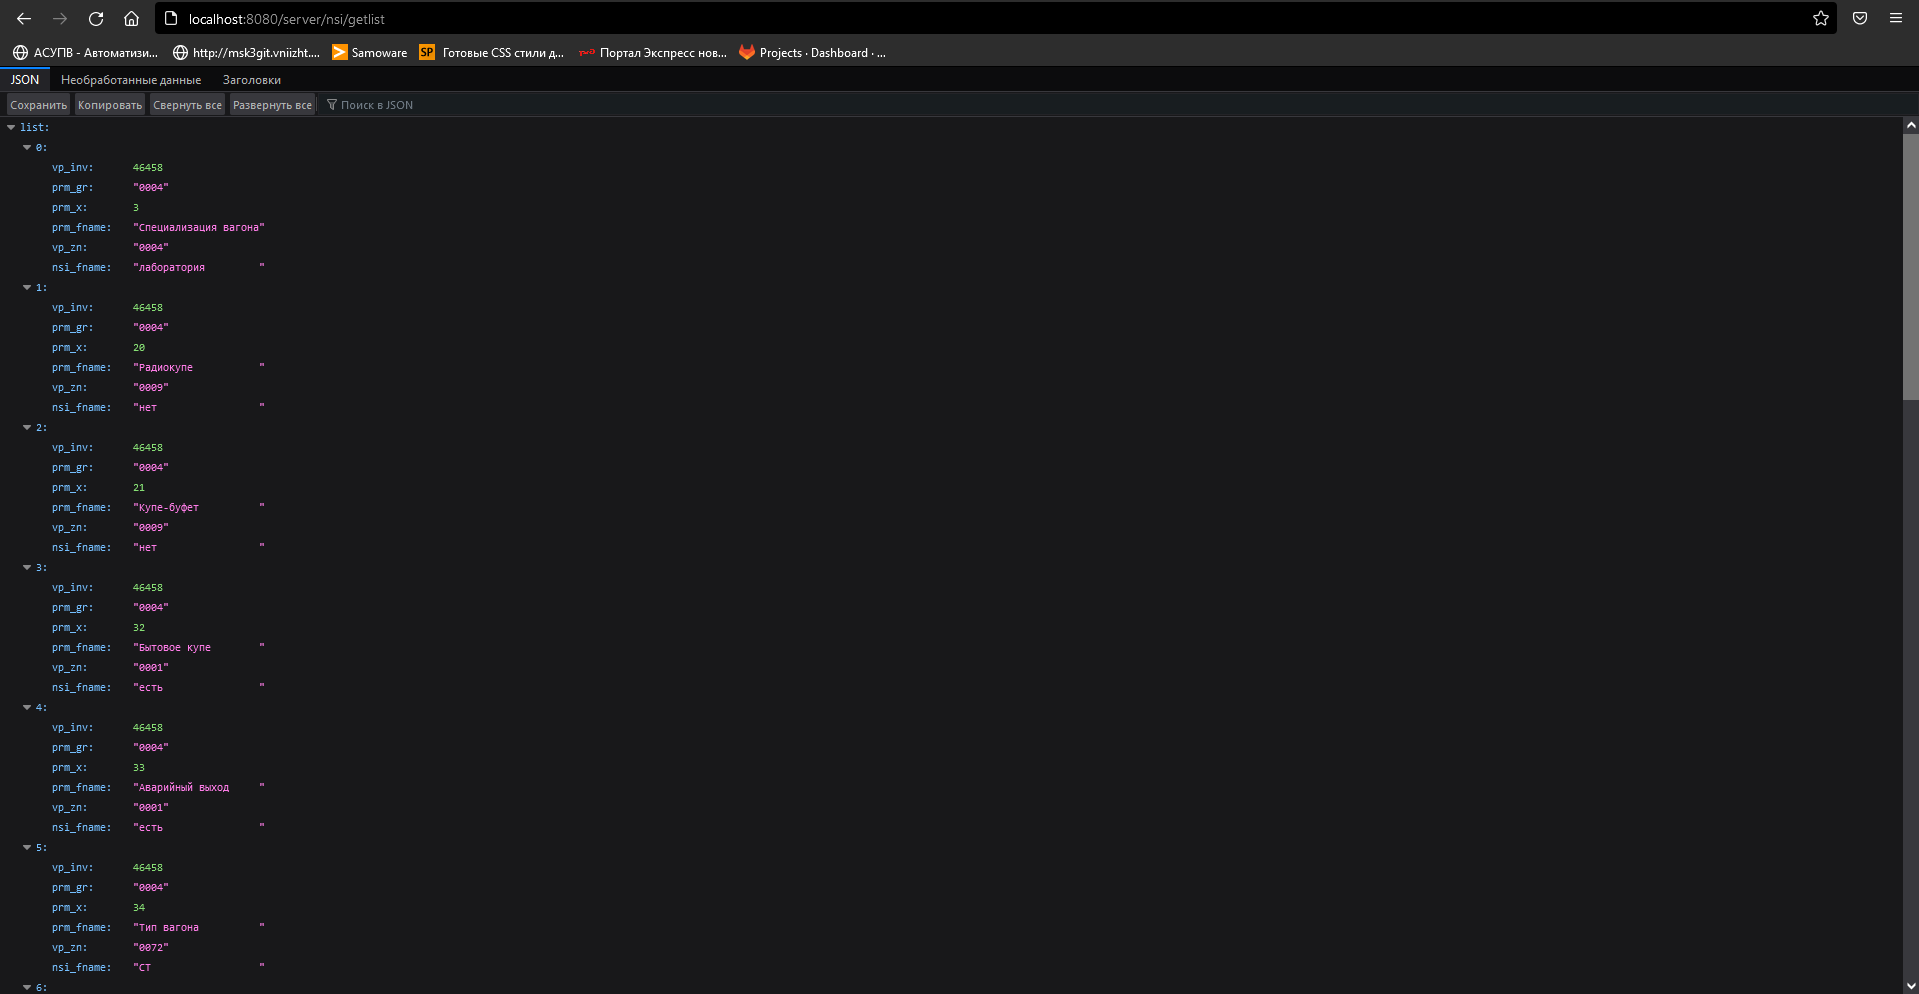 localhost:8080/server/nsi/getlist
АСУПВ - Автоматизи... http://msk3git.vniizht.... Samoware SP Готовые CSS стили д... Портал Экспресс нов... Projects · Dashboard · ...
JSON Необработанные данные Заголовки
Сохранить Копировать Свернуть все Развернуть все Поиск в JSON
list:
0:
vp_inv: 46458
prm_gr: "0004"
prm_x: 3
prm_fname: "Специализация вагона"
vp_zn: "0004"
nsi_fname: "лаборатория "
1:
vp_inv: 46458
prm_gr: "0004"
prm_x: 20
prm_fname: "Радиокупе "
vp_zn: "0009"
nsi_fname: "нет "
2:
vp_inv: 46458
prm_gr: "0004"
prm_x: 21
prm_fname: "Купе-буфет "
vp_zn: "0009"
nsi_fname: "нет "
3:
vp_inv: 46458
prm_gr: "0004"
prm_x: 32
prm_fname: "Бытовое купе "
vp_zn: "0001"
nsi_fname: "есть "
4:
vp_inv: 46458
prm_gr: "0004"
prm_x: 33
prm_fname: "Аварийный выход "
vp_zn: "0001"
nsi_fname: "есть "
5:
vp_inv: 46458
prm_gr: "0004"
prm_x: 34
prm_fname: "Тип вагона "
vp_zn: "0072"
nsi_fname: "СТ "
6: